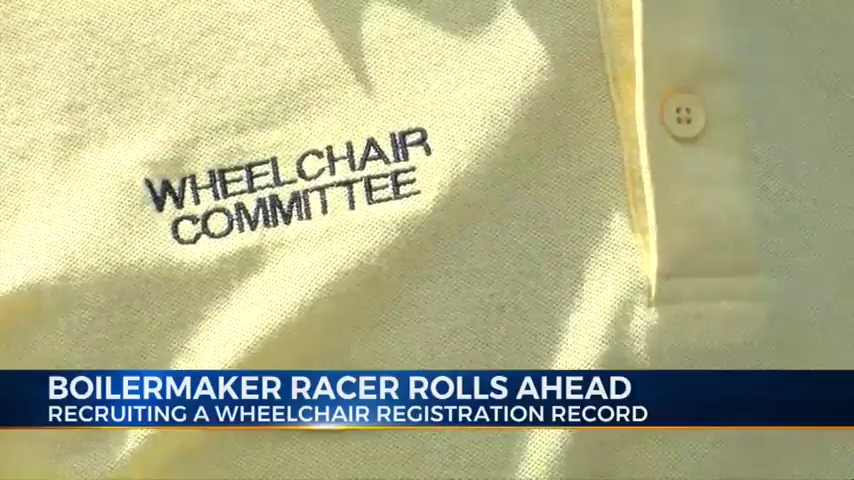 WHEELCHAIR
COMMITTEE
BOILERMAKER RACER ROLLS AHEAD
RECRUITING A WHEELCHAIR REGISTRATION RECORD